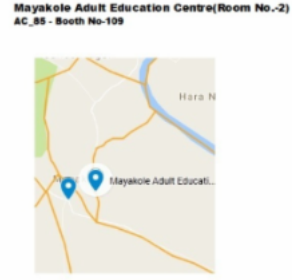 Mayakole Adult Education Centre(Room No.-2)
AC_85 - Booth No-109
Hara N
Mayakole Adult Educati...